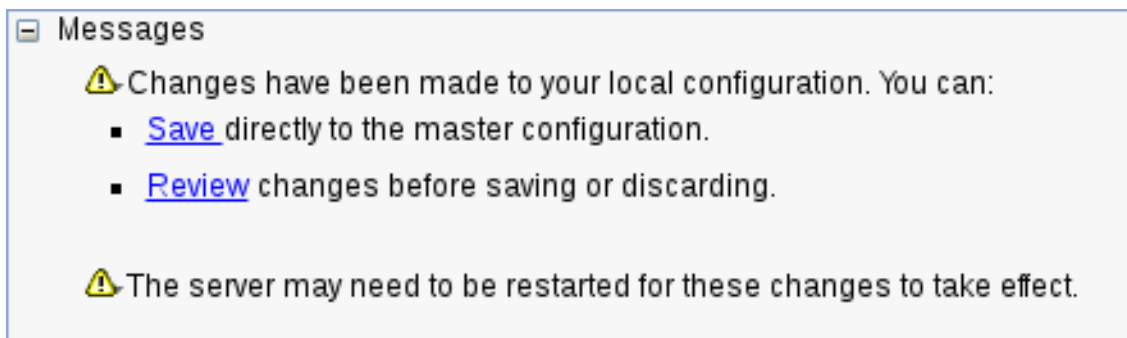 Messages
Changes have been made to your local configuration. You can:
Save directly to the master configuration.
Review changes before saving or discarding.
The server may need to be restarted for these changes to take effect.